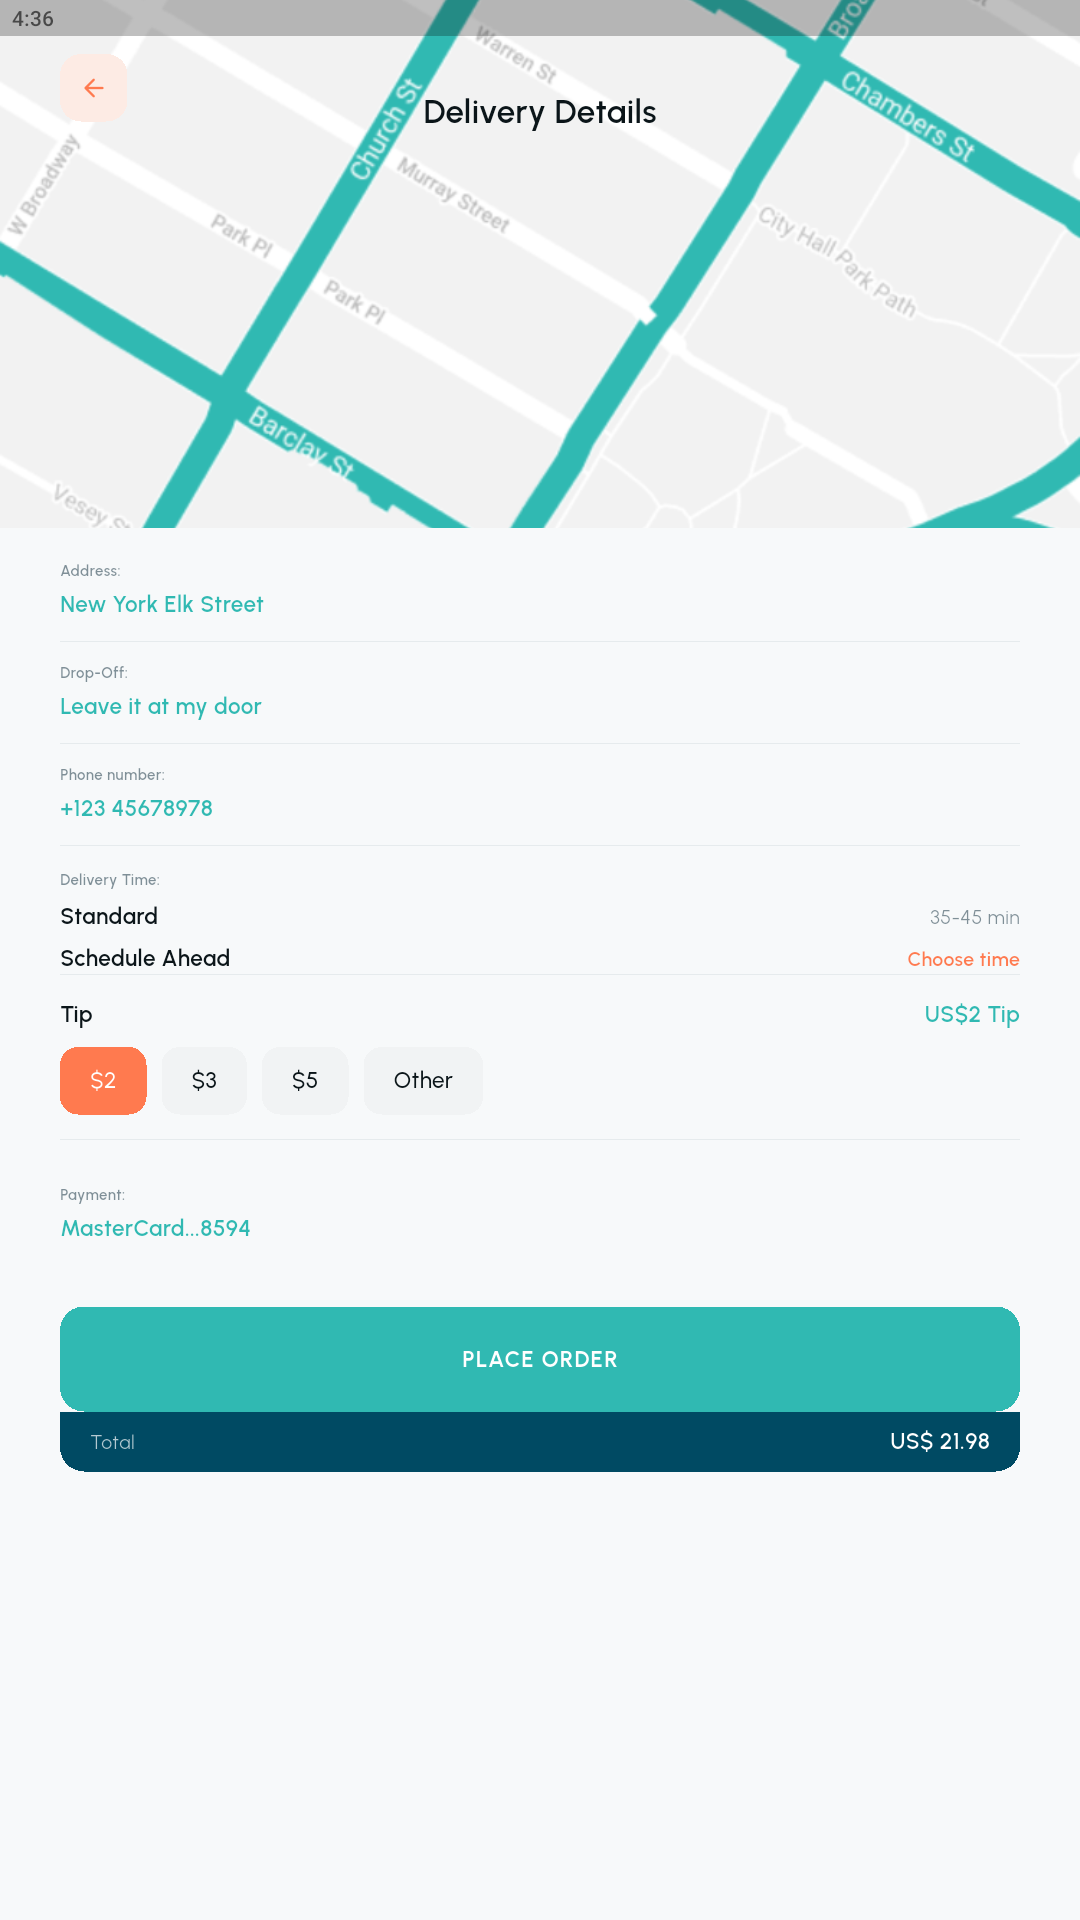 4:36
Warren St
Broa
Delivery Details
Church St
Chambers St
W Broadway
Murray Street
Park Pl
City Hall Park Path
Park Pl
Barclay St
Vesey St
Address:
New York Elk Street
Drop-Off:
Leave it at my door
Phone number:
+123 45678978
Delivery Time:
Standard 35-45 min
Schedule Ahead Choose time
Tip US$2 Tip
$2 $3 $5 Other
Payment:
MasterCard...8594
PLACE ORDER
Total US$ 21.98